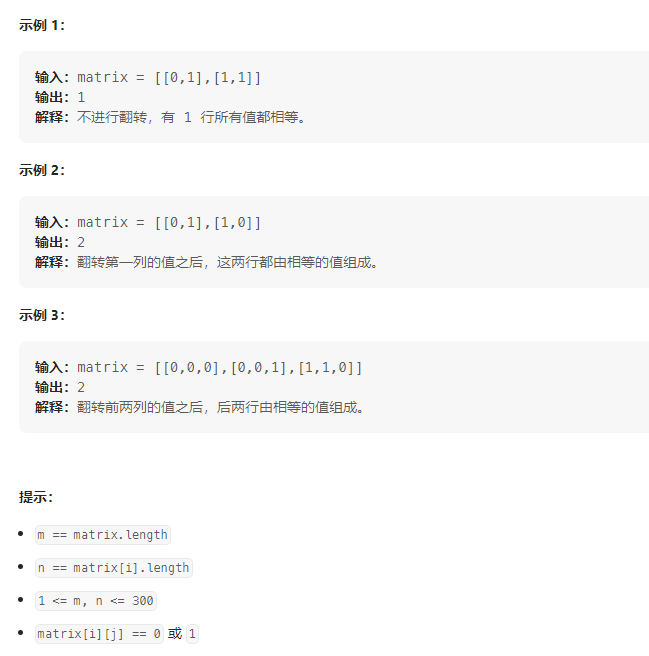 示例 1：
输入：matrix = [[0,1],[1,1]]
输出：1
解释：不进行翻转，有 1 行所有值都相等。
示例 2：
输入：matrix = [[0,1],[1,0]]
输出：2
解释：翻转第一列的值之后，这两行都由相等的值组成。
示例 3：
输入：matrix = [[0,0,0],[0,0,1],[1,1,0]]
输出：2
解释：翻转前两列的值之后，后两行由相等的值组成。
提示：
• m == matrix.length
• n == matrix[i].length
• 1 <= m, n <= 300
• matrix[i][j] == 0 或 1